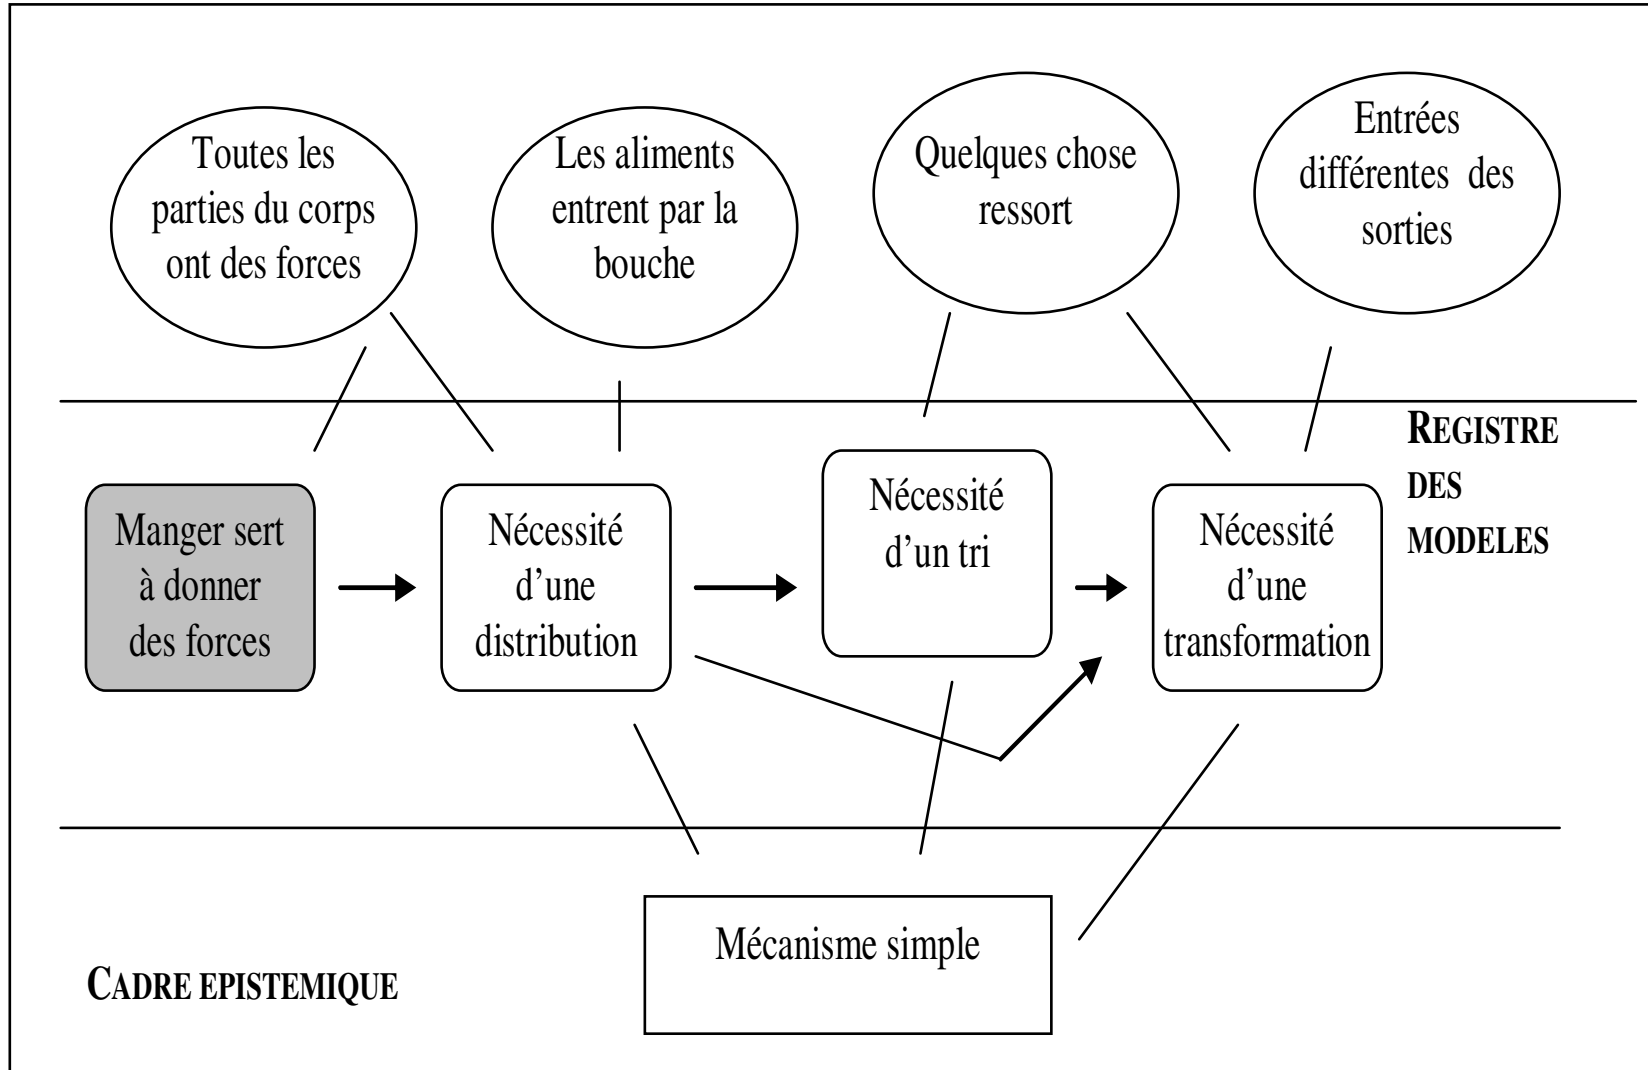 Toutes les
parties du corps
ont des forces
Les aliments
entrent par la
bouche
Quelques chose
ressort
Entrées
différentes des
sorties
REGISTRE
DES
MODELES
Manger sert
à donner
des forces
Nécessité
d’une
distribution
Nécessité
d’un tri
Nécessité
d’une
transformation
Mécanisme simple
CADRE EPISTEMIQUE